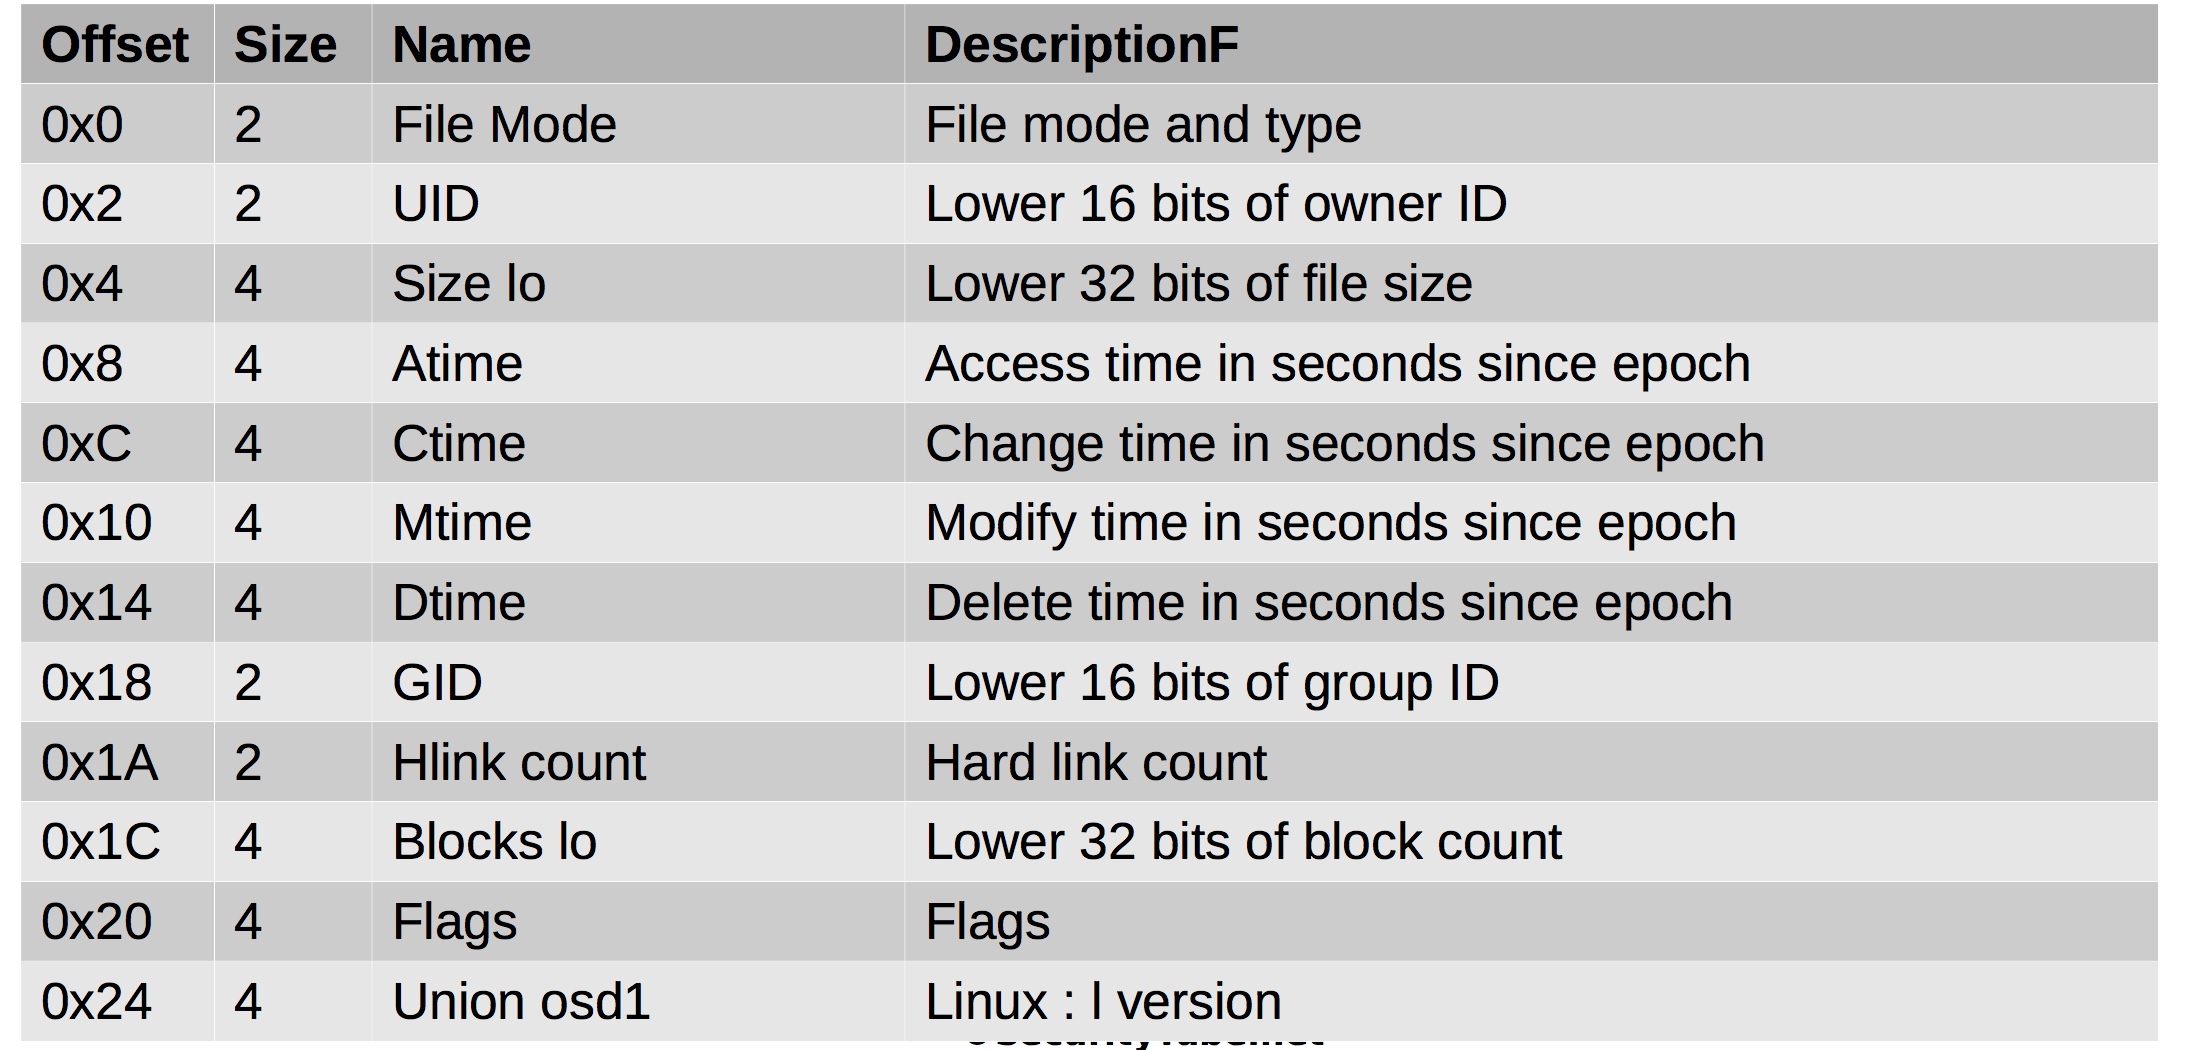 Offset Size Name DescriptionF
0x0 2 File Mode File mode and type
0x2 2 UID Lower 16 bits of owner ID
0x4 4 Size lo Lower 32 bits of file size
0x8 4 Atime Access time in seconds since epoch
0xC 4 Ctime Change time in seconds since epoch
0x10 4 Mtime Modify time in seconds since epoch
0x14 4 Dtime Delete time in seconds since epoch
0x18 2 GID Lower 16 bits of group ID
0x1A 2 Hlink count Hard link count
0x1C 4 Blocks lo Lower 32 bits of block count
0x20 4 Flags Flags
0x24 4 Union osd1 Linux : l version